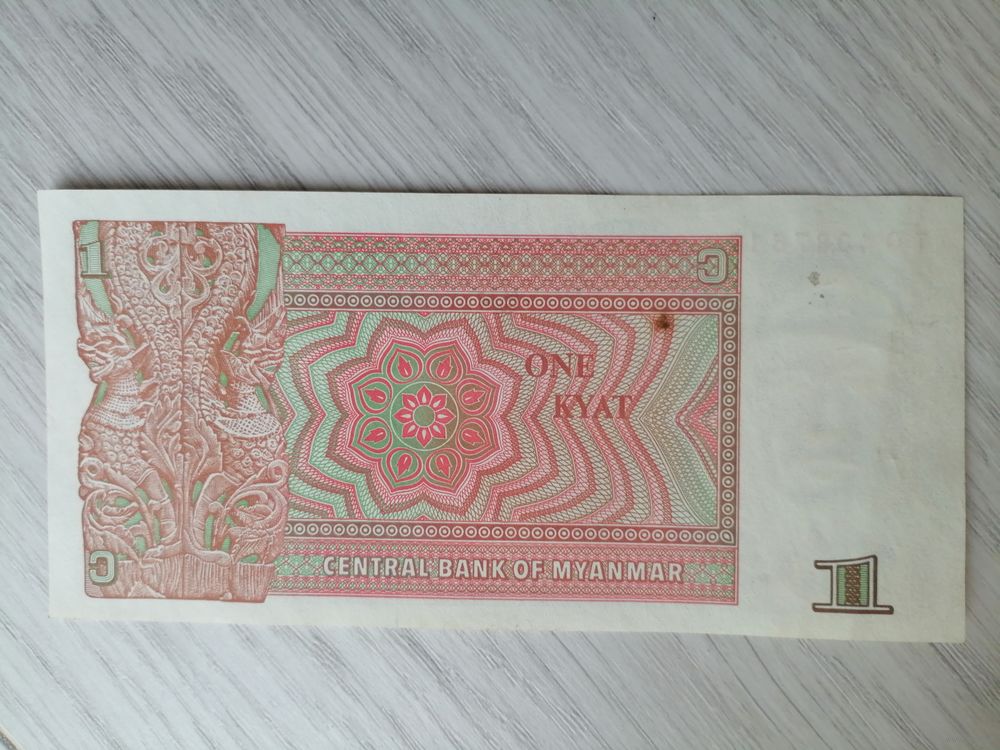 1
၁
ONE
KYAT
၁
CENTRAL BANK OF MYANMAR
1